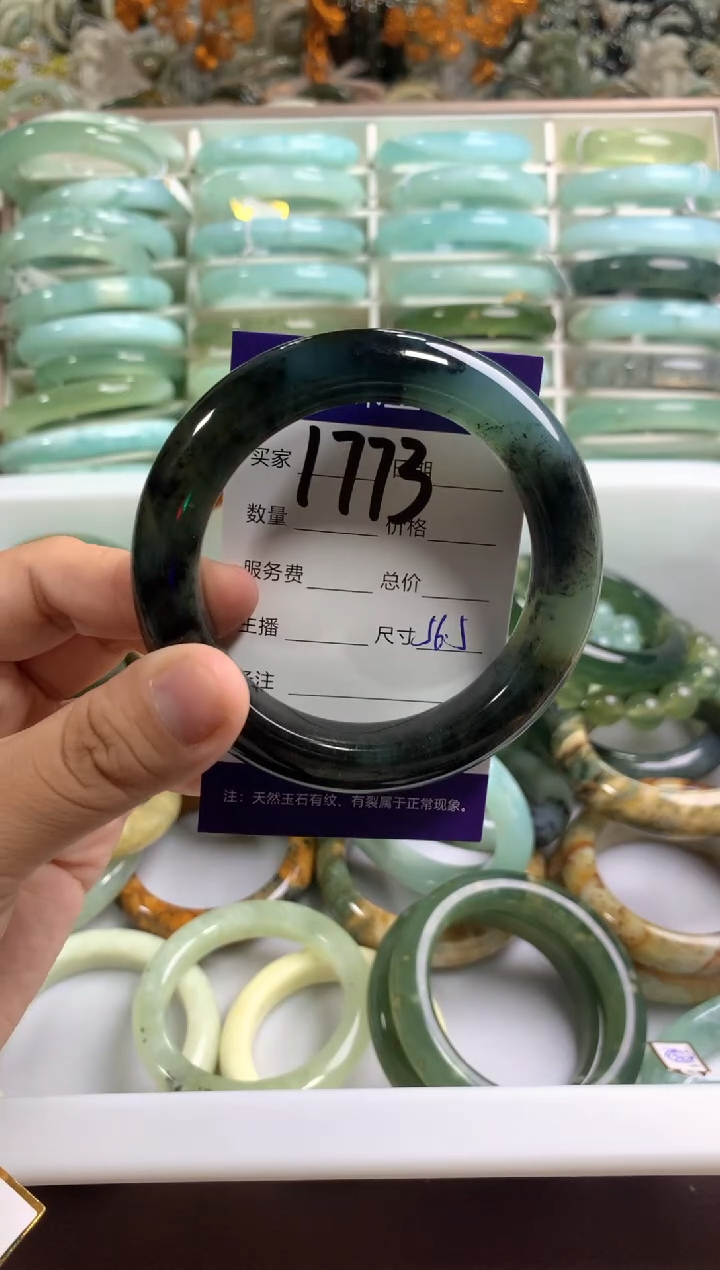 1773
买家
数量 价格
服务费 总价
主播 尺寸 56.5
注
注：天然玉石有纹、有裂属于正常现象。